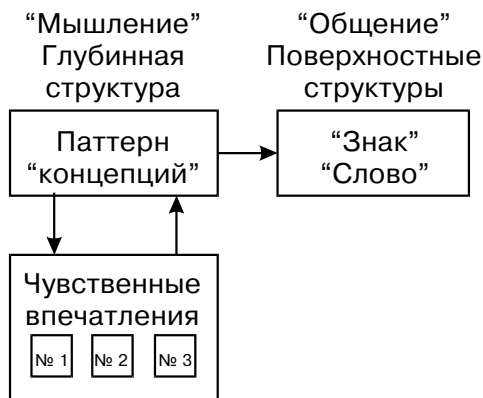 “Мышление”
Глубинная
структура
“Общение”
Поверхностные
структуры
Паттерн
“концепций”
“Знак”
“Слово”
Чувственные
впечатления
№ 1 № 2 № 3